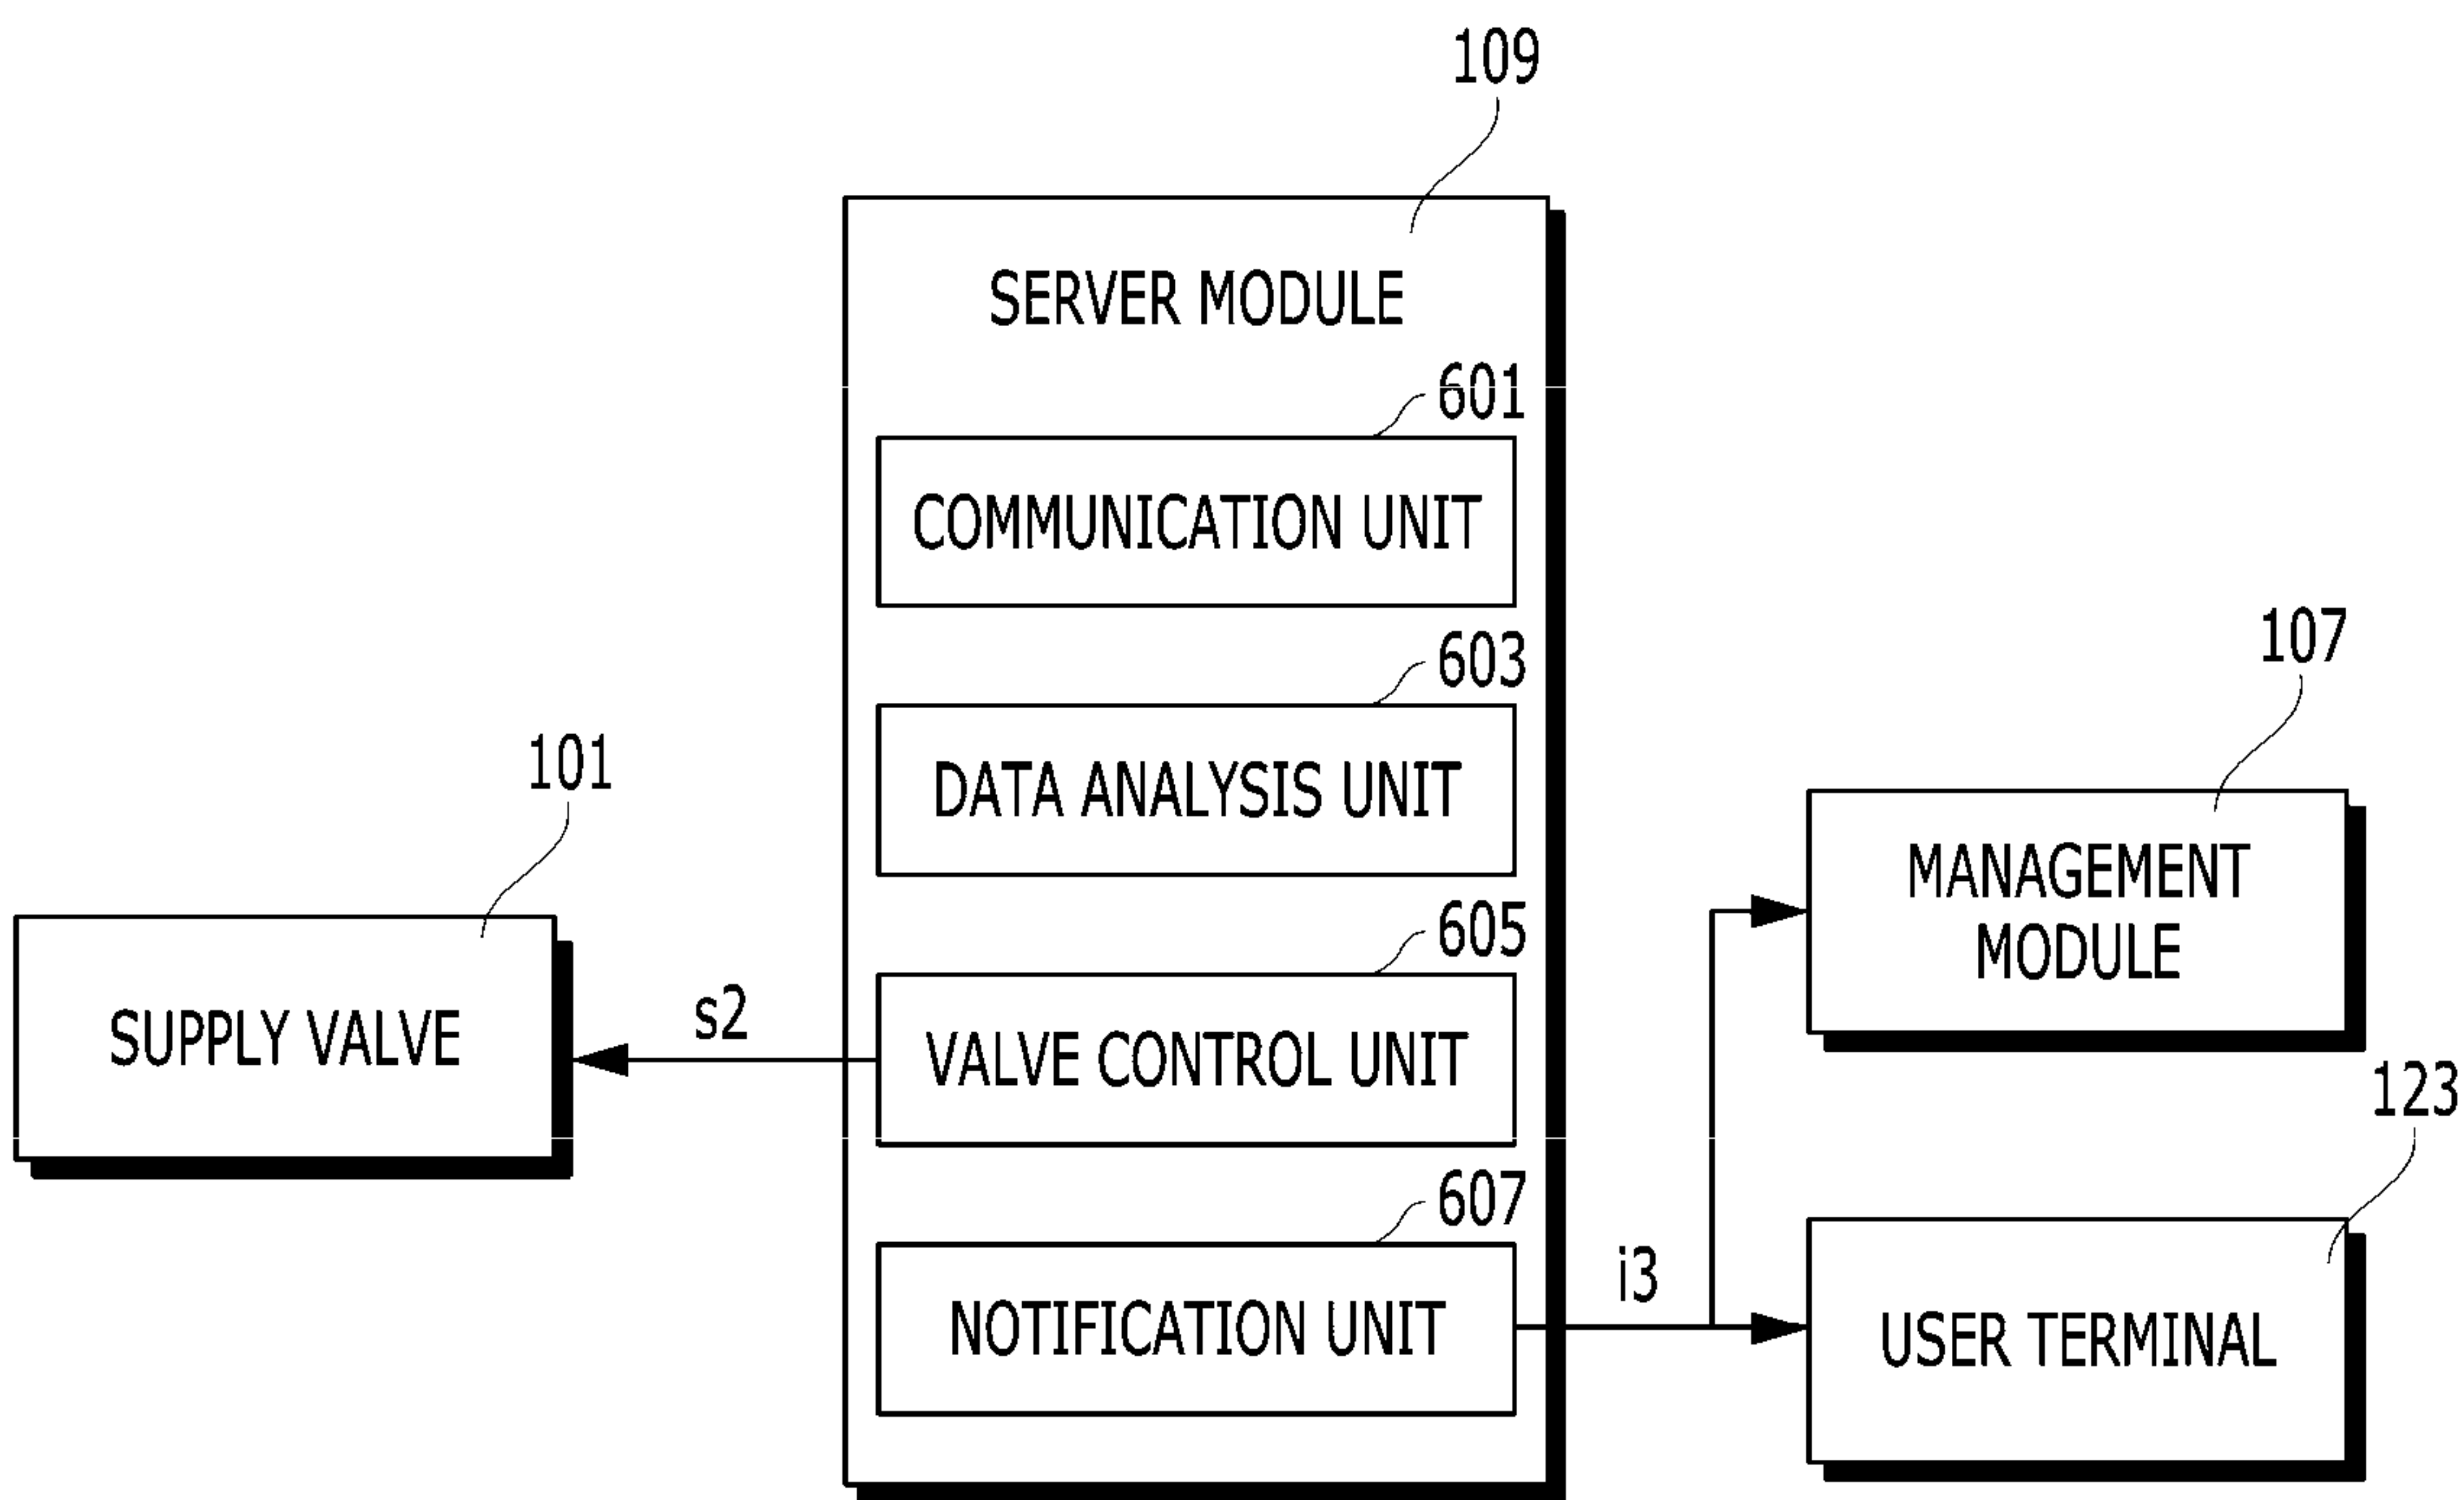 109
SERVER MODULE
601
COMMUNICATION UNIT
603
DATA ANALYSIS UNIT
605
VALVE CONTROL UNIT
607
NOTIFICATION UNIT
101
SUPPLY VALVE
s2
i3
107
MANAGEMENT
MODULE
123
USER TERMINAL